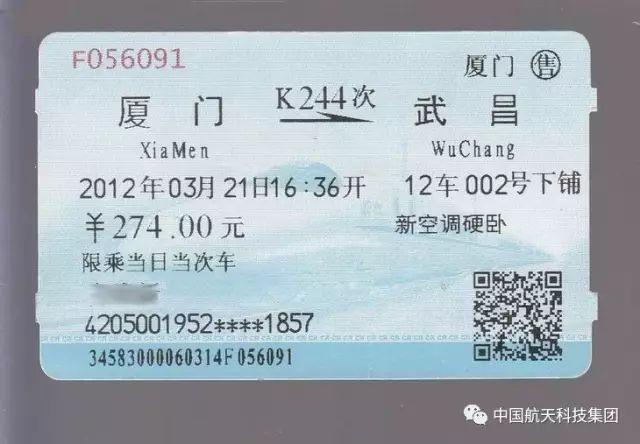 F056091
厦门 售
厦门 K244次 武昌
XiaMen WuChang
2012年03月21日16:36开 12车002号下铺
¥274.00元 新空调硬卧
限乘当日当次车
4205001952****1857
34583000060314F056091
中国航天科技集团